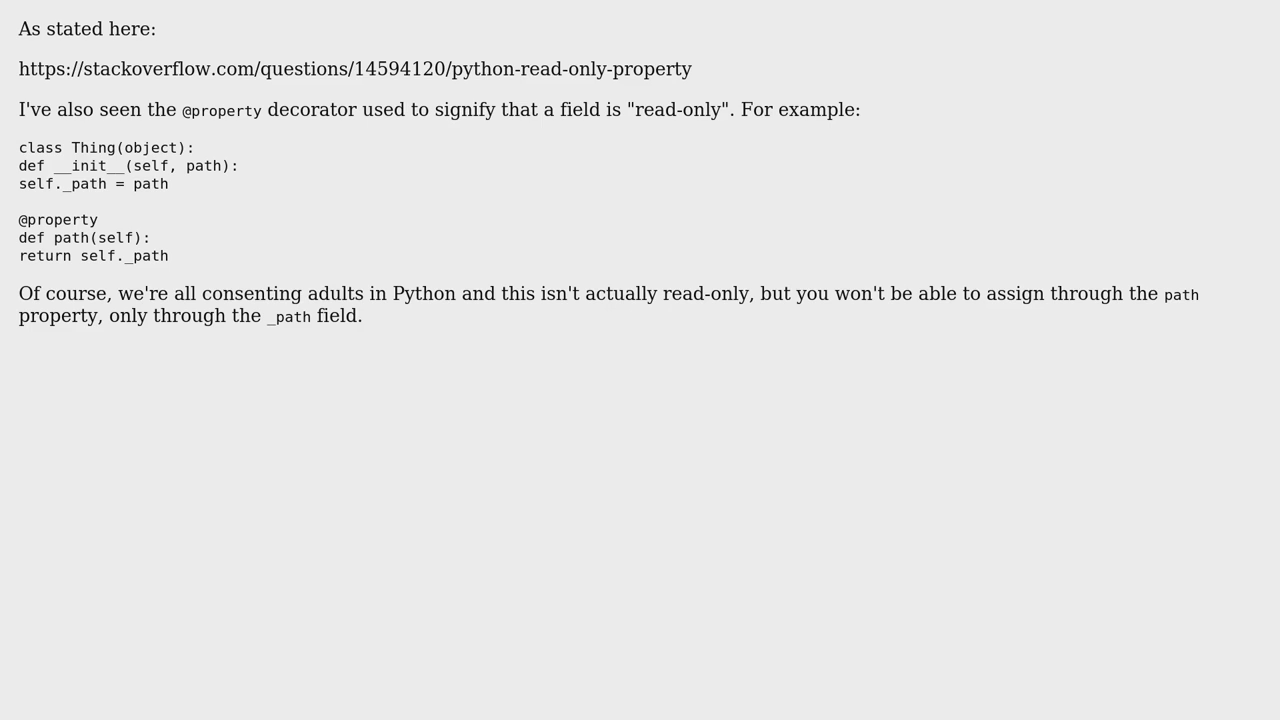 As stated here:
https://stackoverflow.com/questions/14594120/python-read-only-property
I've also seen the @property decorator used to signify that a field is "read-only". For example:
class Thing(object):
def __init__(self, path):
self._path = path
@property
def path(self):
return self._path
Of course, we're all consenting adults in Python and this isn't actually read-only, but you won't be able to assign through the path
property, only through the _path field.